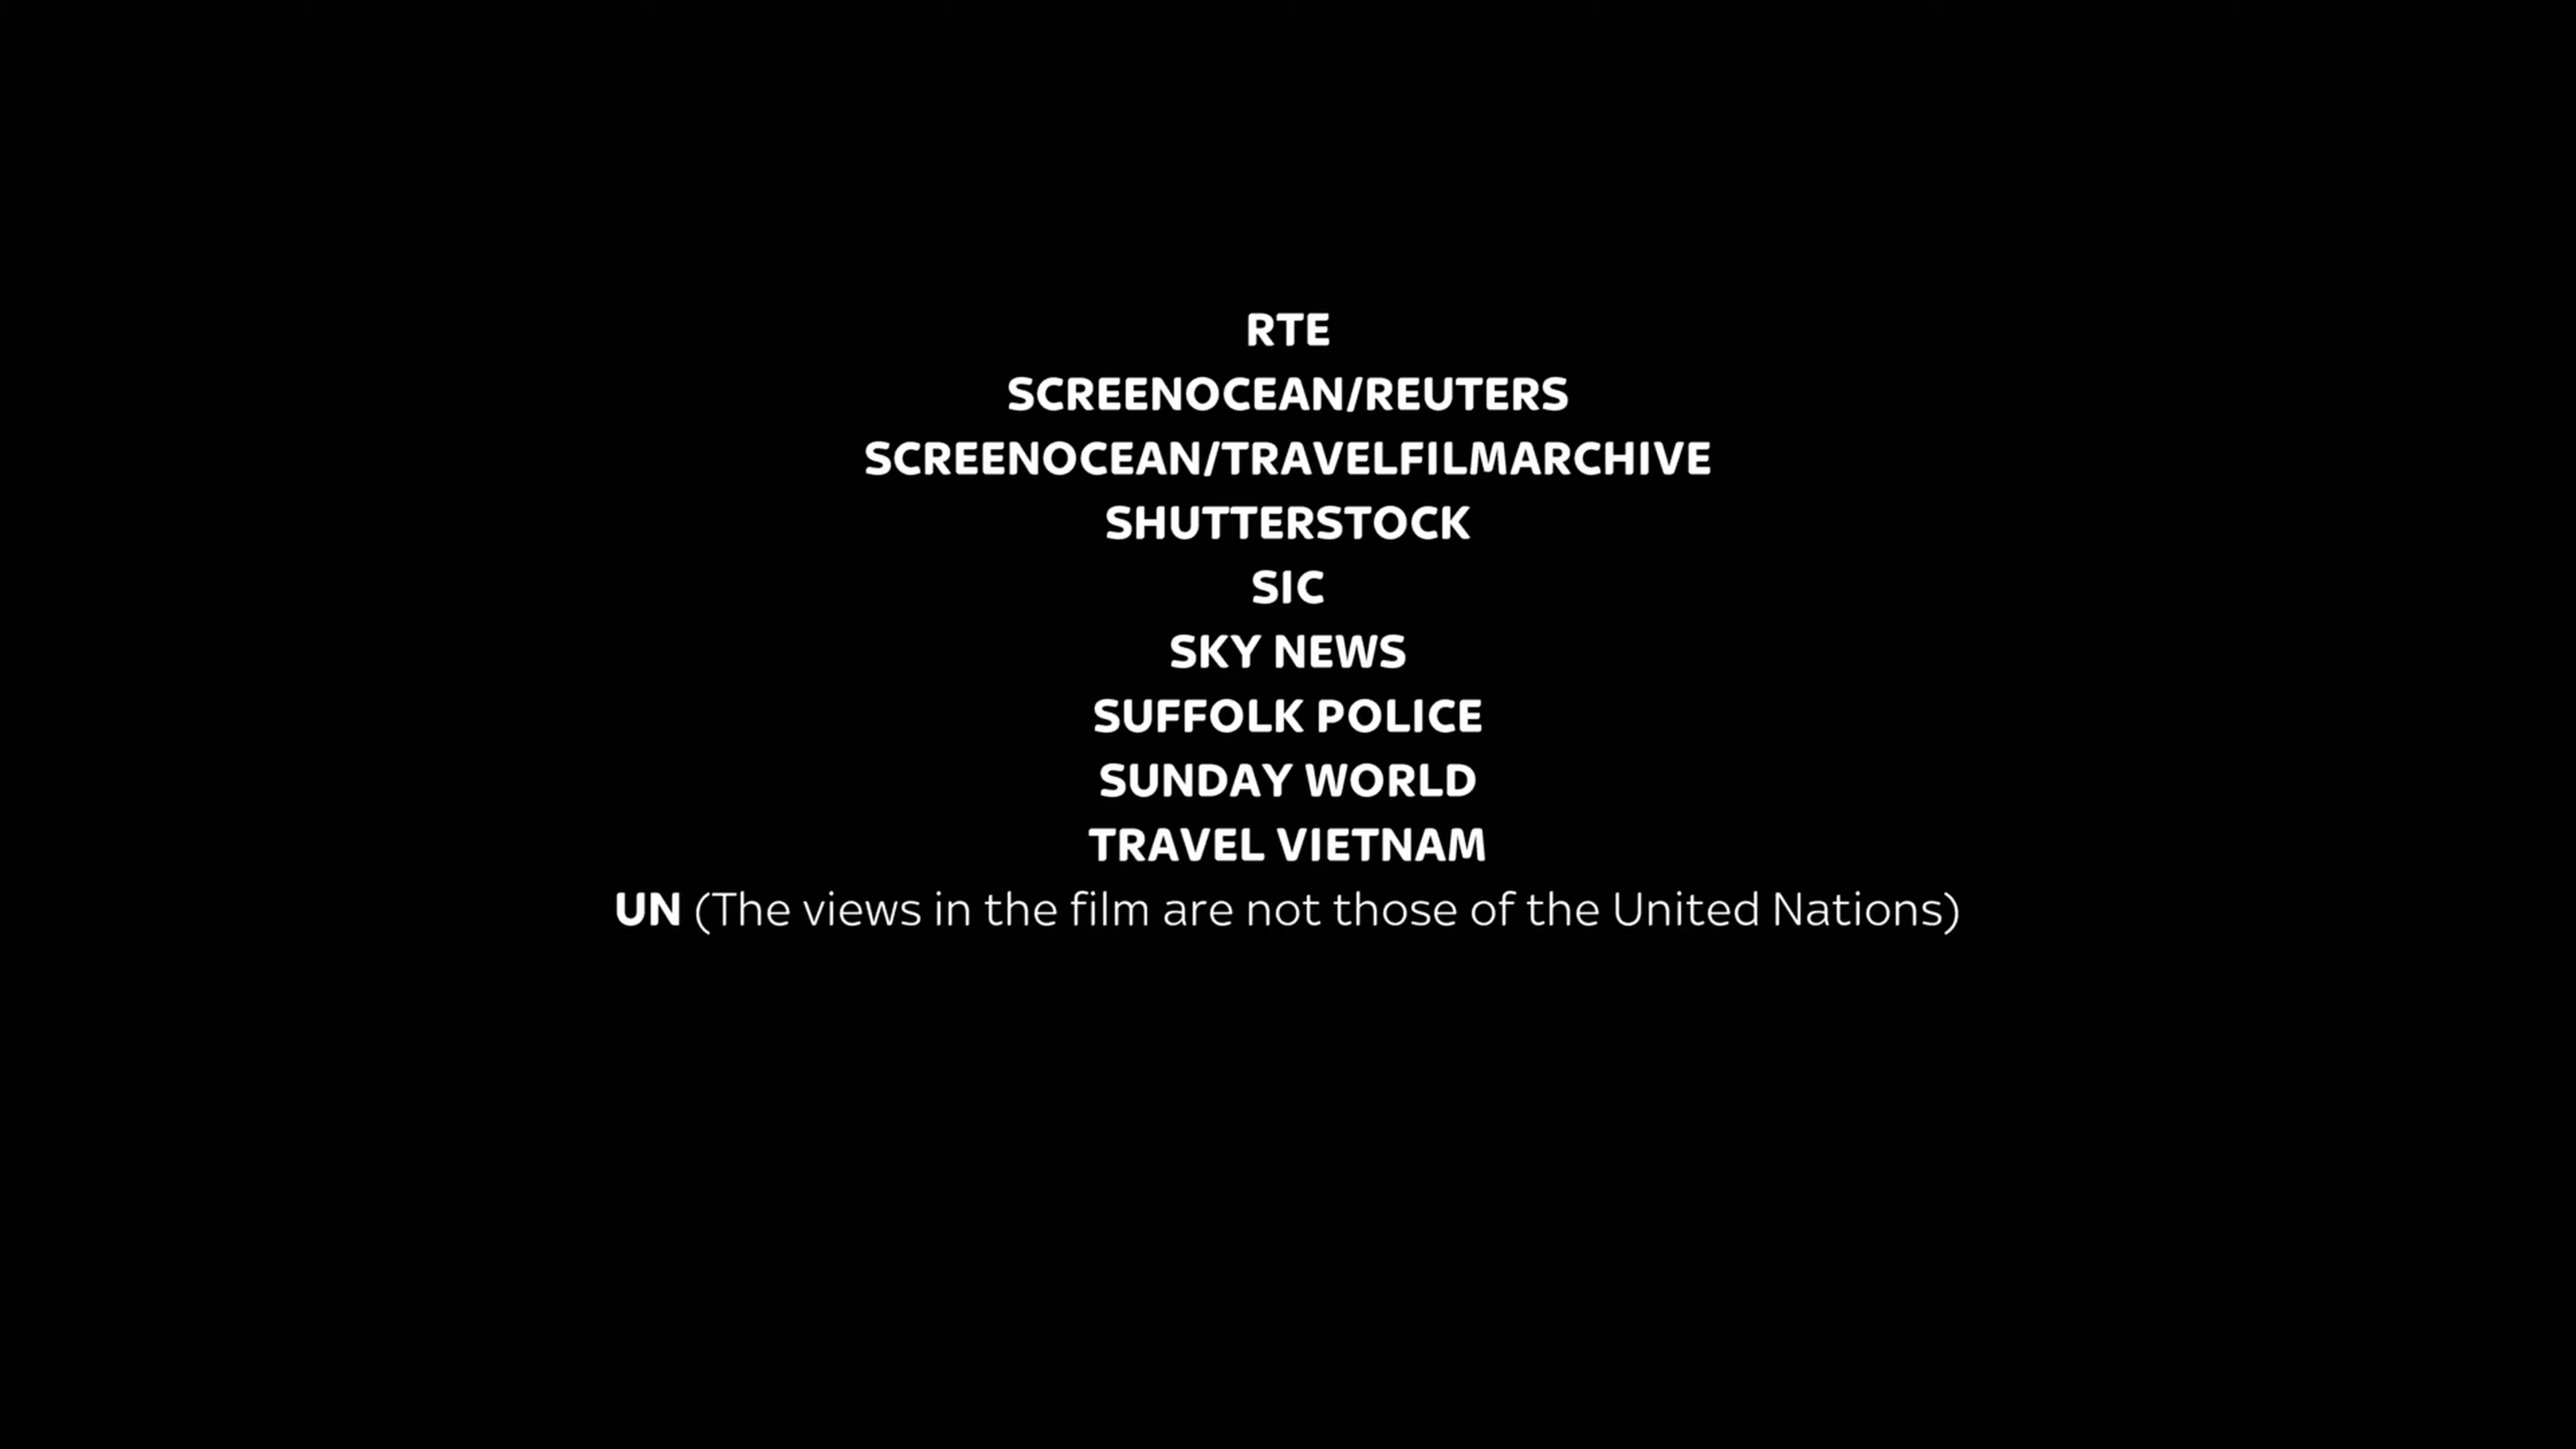 RTE
SCREENOCEAN/REUTERS
SCREENOCEAN/TRAVELFILMARCHIVE
SHUTTERSTOCK
SIC
SKY NEWS
SUFFOLK POLICE
SUNDAY WORLD
TRAVEL VIETNAM
UN (The views in the film are not those of the United Nations)